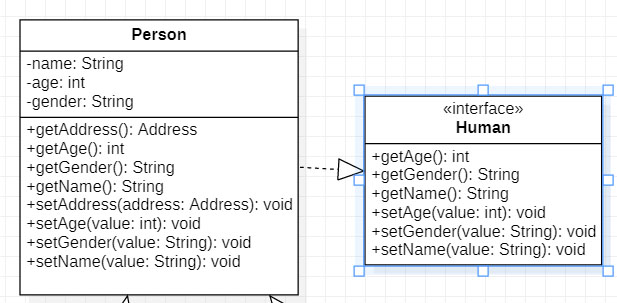 Person
-name: String
-age: int
-gender: String
+getAddress(): Address
+getAge(): int
+getGender(): String
+getName(): String
+setAddress(address: Address): void
+setAge(value: int): void
+setGender(value: String): void
+setName(value: String): void
«interface»
Human
+getAge(): int
+getGender(): String
+getName(): String
+setAge(value: int): void
+setGender(value: String): void
+setName(value: String): void